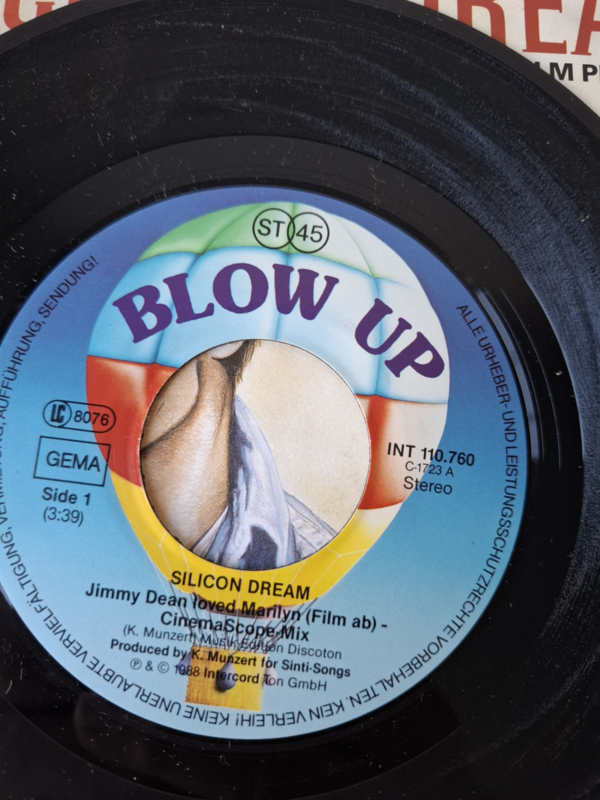 ST 45
BLOW UP
LC 8076
GEMA
Side 1
(3:39)
INT 110.760
C-1723 A
Stereo
SILICON DREAM
Jimmy Dean loved Marilyn (Film ab) -
CinemaScope-Mix
(K. Munzert) Musik Edition Discoton
Produced by K. Munzert für Sinti-Songs
℗ & © 1988 Intercord Ton GmbH
ALLE URHEBER- UND LEISTUNGSSCHUTZRECHTE VORBEHALTEN. KEIN VERLEIH! KEINE UNERLAUBTE VERVIELFÄLTIGUNG, VERMIETUNG, AUFFÜHRUNG, SENDUNG!